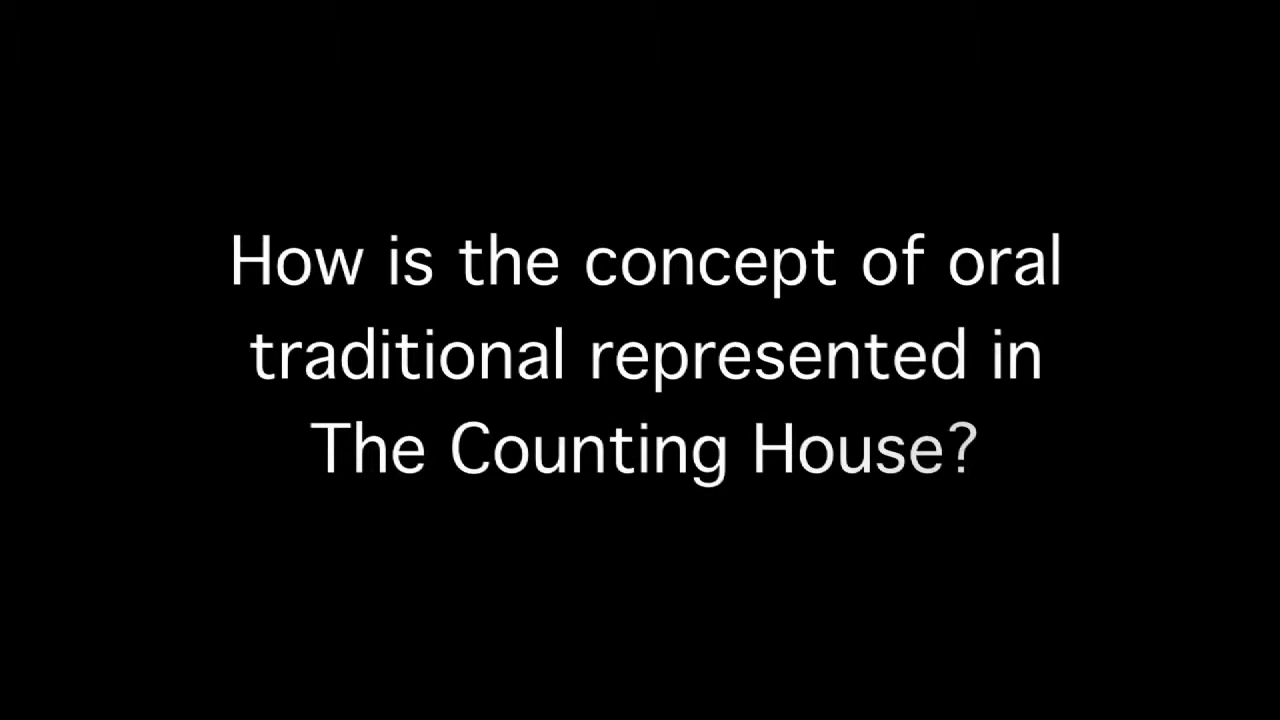 How is the concept of oral
traditional represented in
The Counting House?